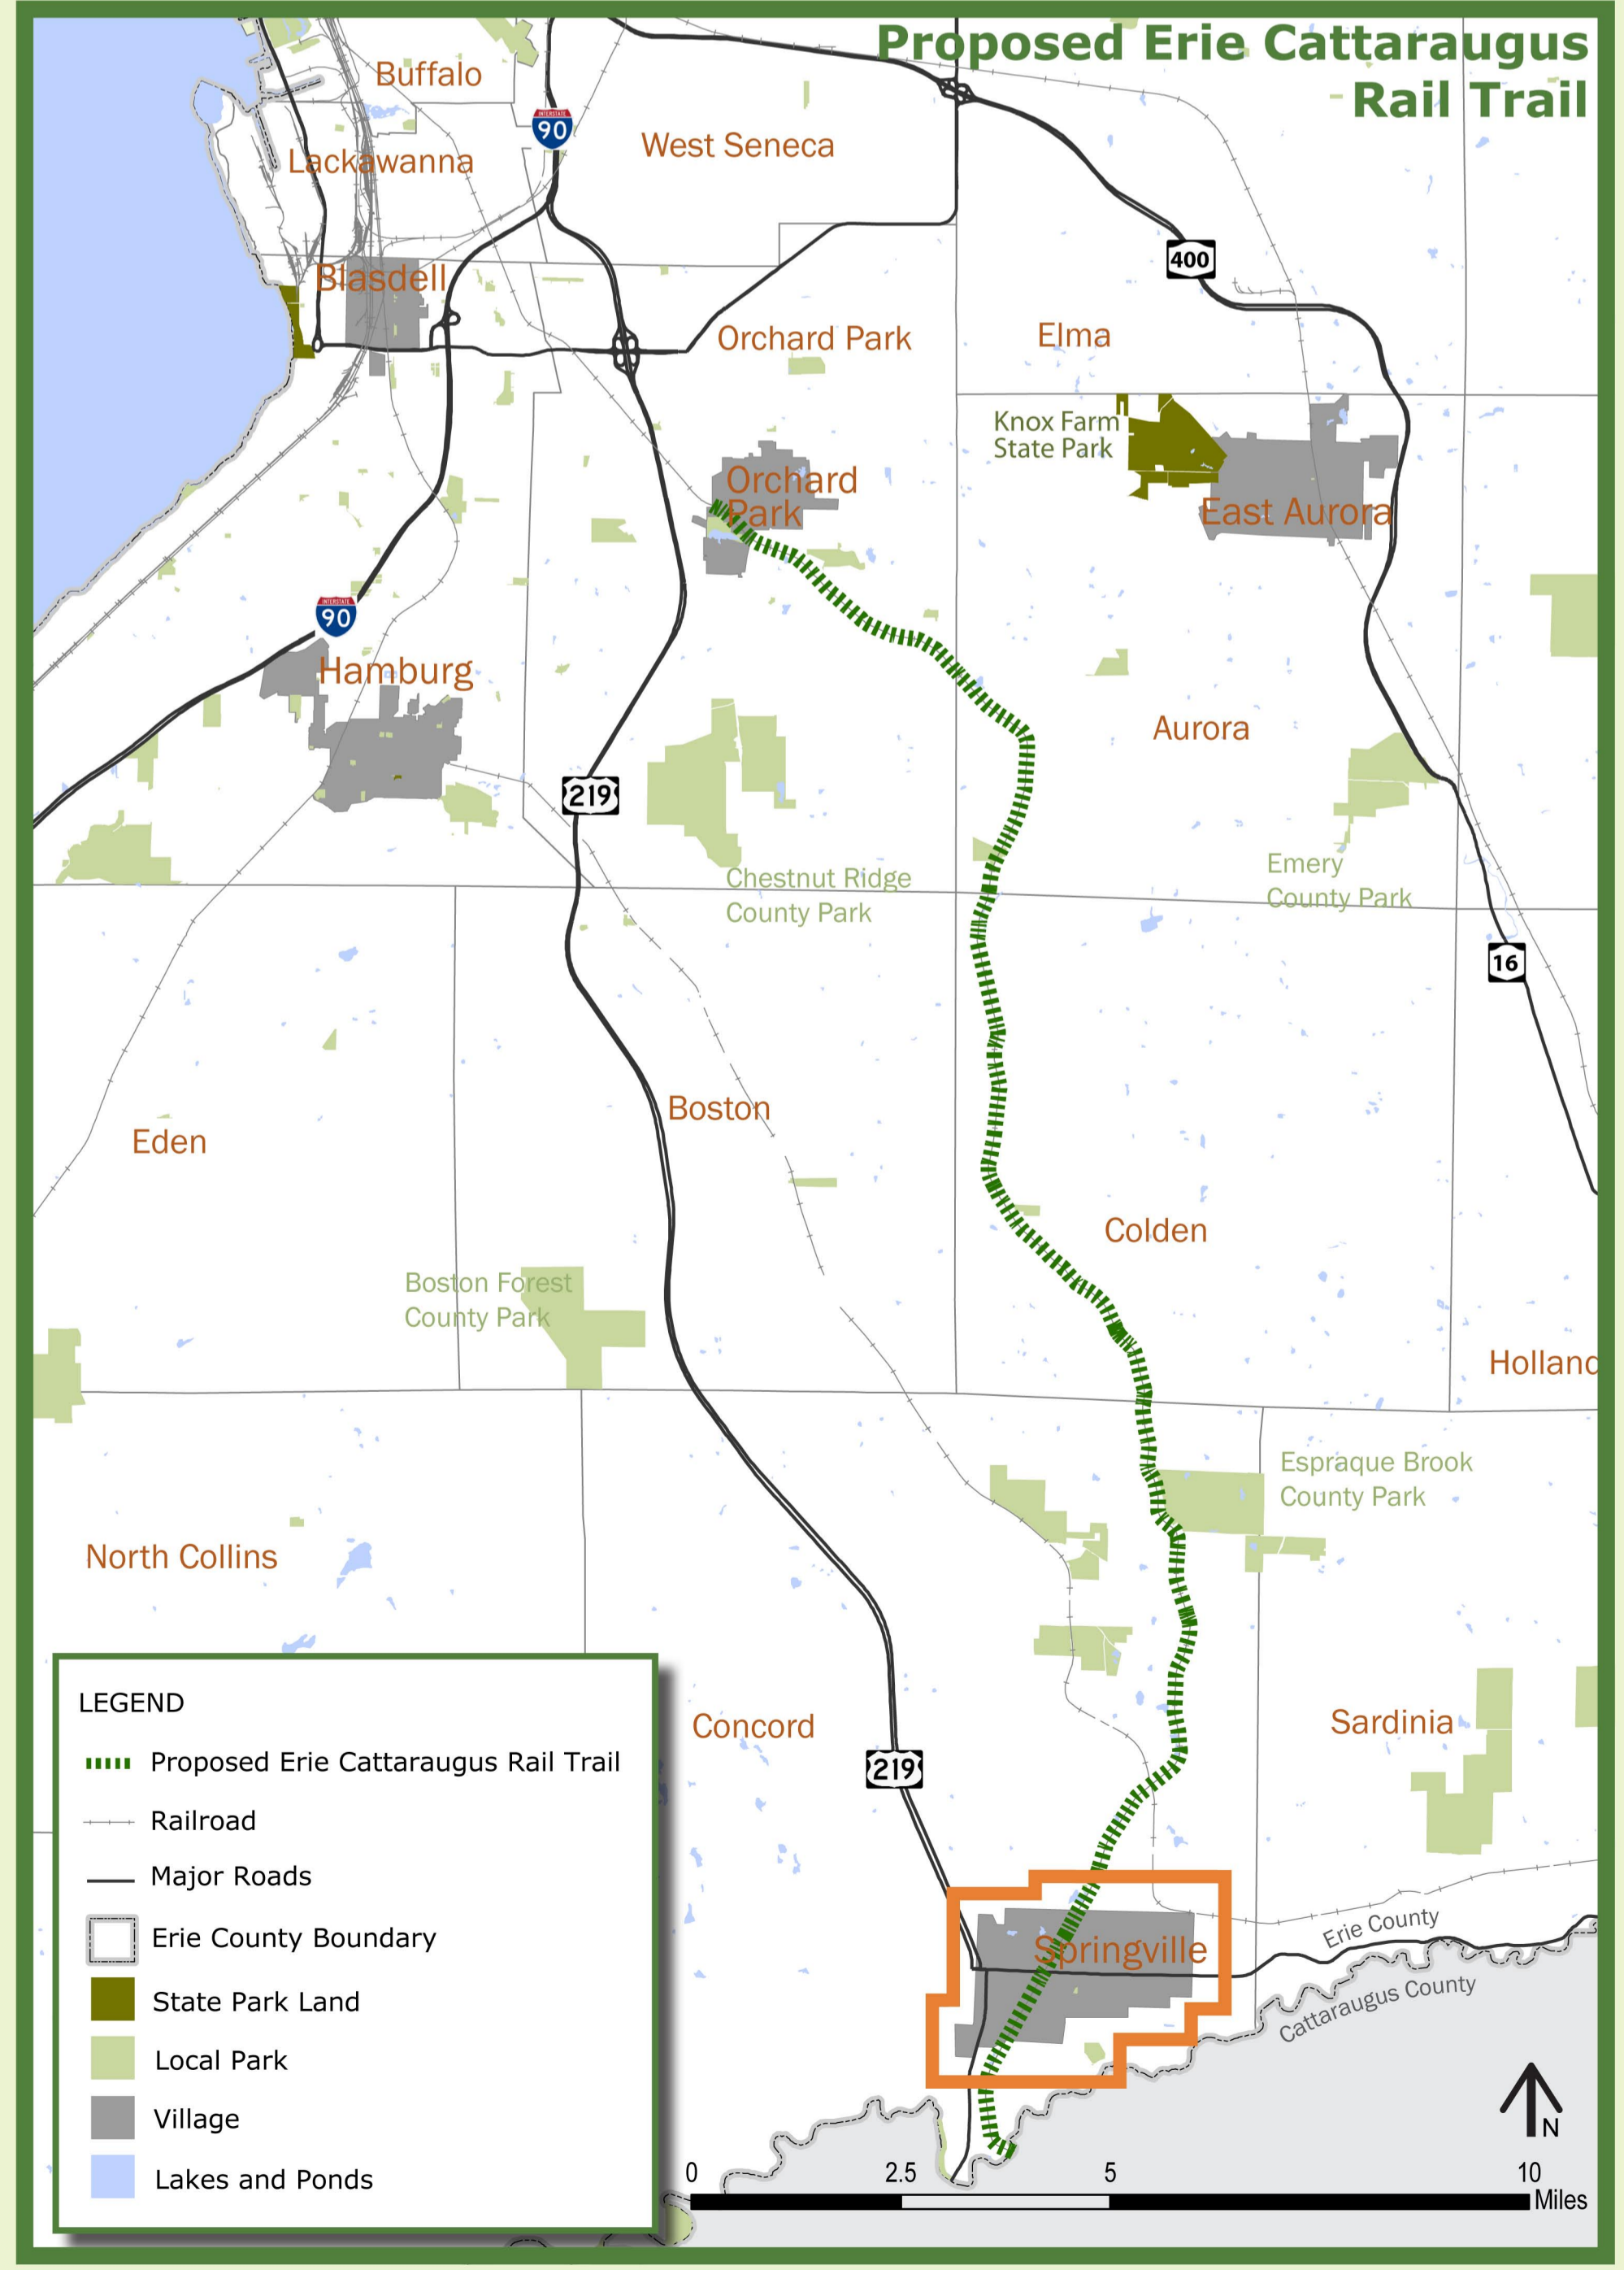 Proposed Erie Cattaraugus
Rail Trail
Buffalo
INTERSTATE
90
West Seneca
Lackawanna
400
Blasdell
Orchard Park
Elma
Knox Farm
State Park
Orchard
Park
East Aurora
INTERSTATE
90
Hamburg
Aurora
219
Chestnut Ridge
County Park
Emery
County Park
16
Boston
Eden
Colden
Boston Forest
County Park
Holland
Espraque Brook
County Park
North Collins
Concord
Sardinia
219
Springville
Erie County
Cattaraugus County
LEGEND
Proposed Erie Cattaraugus Rail Trail
Railroad
Major Roads
Erie County Boundary
State Park Land
Local Park
Village
Lakes and Ponds
N
0 2.5 5 10
Miles